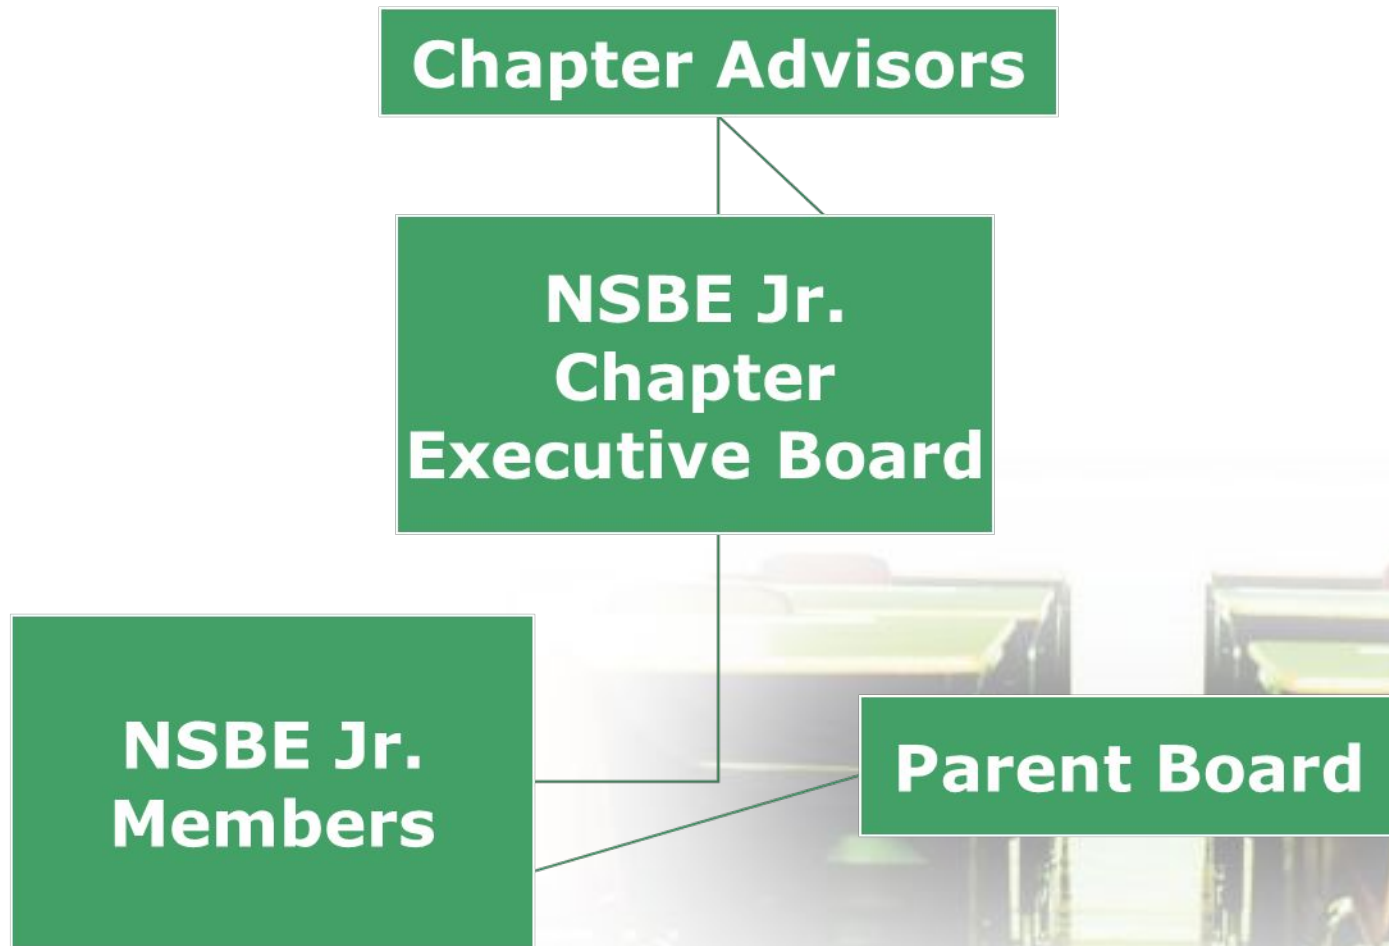 Chapter Advisors
NSBE Jr.
Chapter
Executive Board
NSBE Jr.
Members
Parent Board